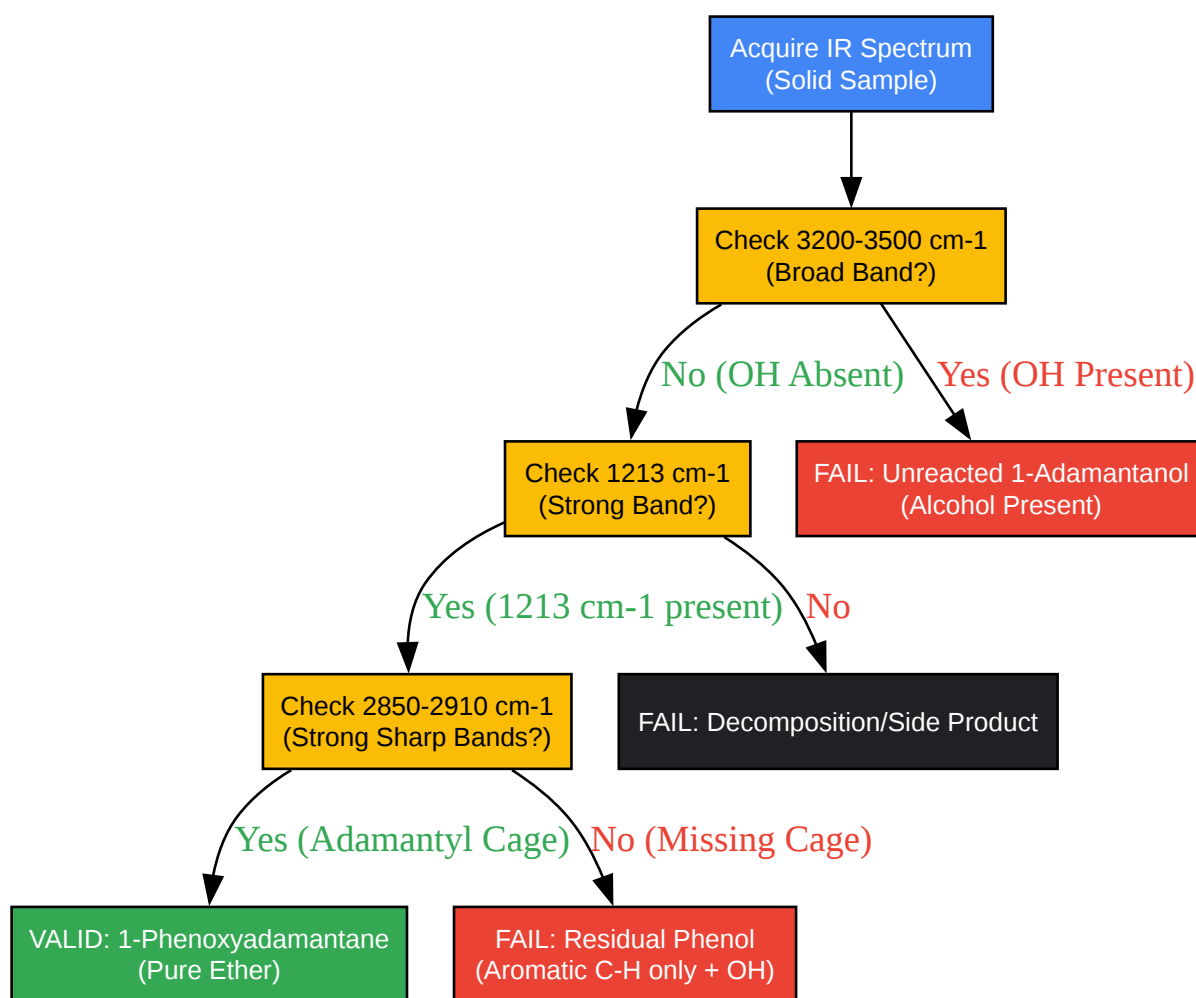 Acquire IR Spectrum
(Solid Sample)
Check 3200-3500 cm-1
(Broad Band?)
No (OH Absent)
Yes (OH Present)
Check 1213 cm-1
(Strong Band?)
FAIL: Unreacted 1-Adamantanol
(Alcohol Present)
Yes (1213 cm-1 present)
No
Check 2850-2910 cm-1
(Strong Sharp Bands?)
FAIL: Decomposition/Side Product
Yes (Adamantyl Cage)
No (Missing Cage)
VALID: 1-Phenoxyadamantane
(Pure Ether)
FAIL: Residual Phenol
(Aromatic C-H only + OH)